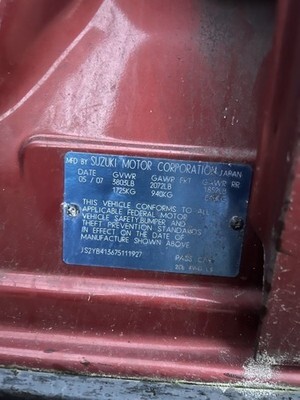 MFD BY SUZUKI MOTOR CORPORATION JAPAN
DATE GVWR GAWR FRT GAWR RR
05 / 07 3803LB 2072LB
1725KG 940KG
THIS VEHICLE CONFORMS TO ALL
APPLICABLE FEDERAL MOTOR
VEHICLE SAFETY,BUMPER AND
THEFT PREVENTION STANDARDS
IN EFFECT ON THE DATE OF
MANUFACTURE SHOWN ABOVE
JS2YB413675111927
PASS